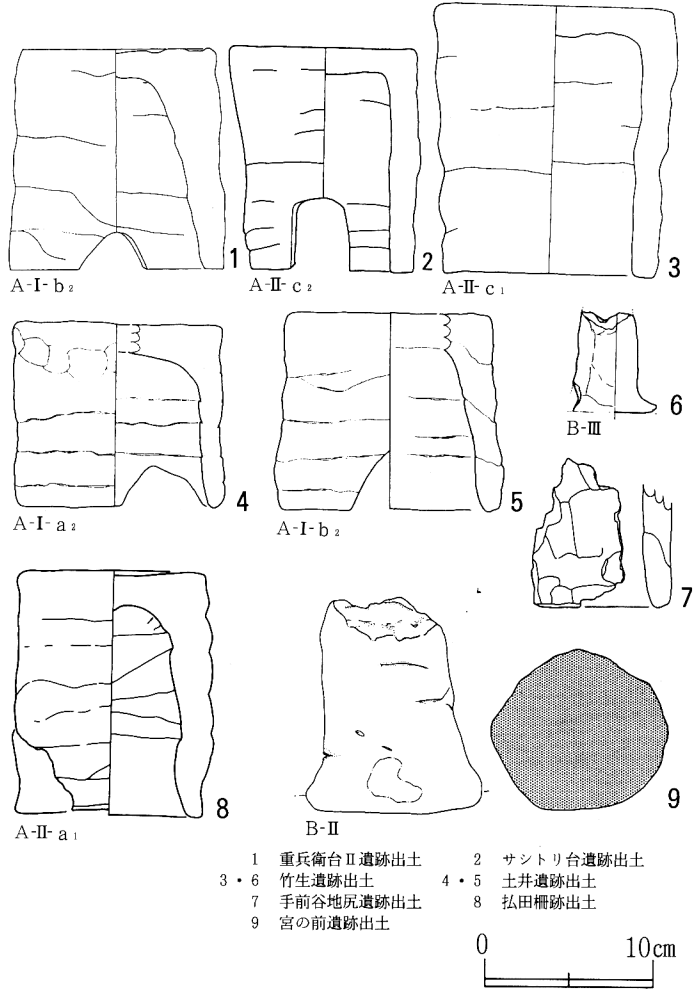 1
A-Ⅰ-b₂
2
A-Ⅱ-c₂
3
A-Ⅱ-c₁
4
A-Ⅰ-a₂
5
A-Ⅰ-b₂
6
B-Ⅲ
7
8
A-Ⅱ-a₁
B-Ⅱ
9
1 重兵衛台Ⅱ遺跡出土 2 サシトリ台遺跡出土
3・6 竹生遺跡出土 4・5 土井遺跡出土
7 手前谷地尻遺跡出土 8 払田柵跡出土
9 宮の前遺跡出土
0 10cm